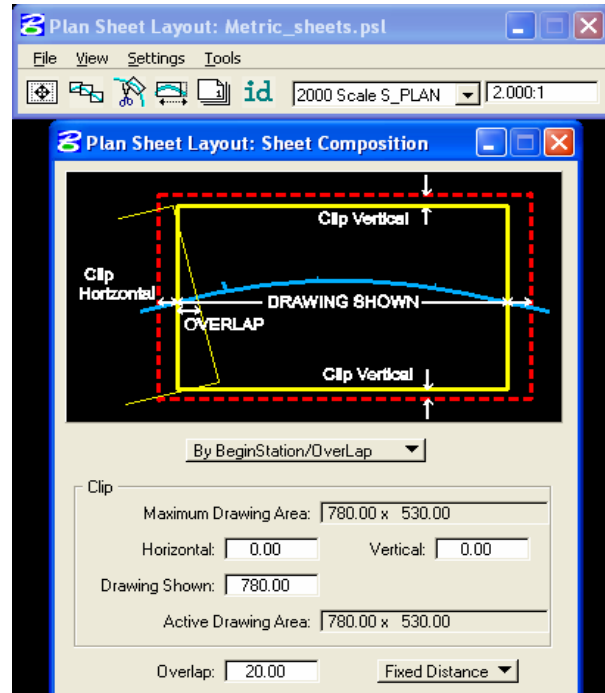 Plan Sheet Layout: Metric_sheets.psl
File View Settings Tools
id 2000 Scale S_PLAN 2.000:1
Plan Sheet Layout: Sheet Composition
Clip Vertical
Clip
Horizontal
DRAWING SHOWN
OVERLAP
Clip Vertical
By BeginStation/OverLap
Clip
Maximum Drawing Area: 780.00 x 530.00
Horizontal: 0.00 Vertical: 0.00
Drawing Shown: 780.00
Active Drawing Area: 780.00 x 530.00
Overlap: 20.00 Fixed Distance